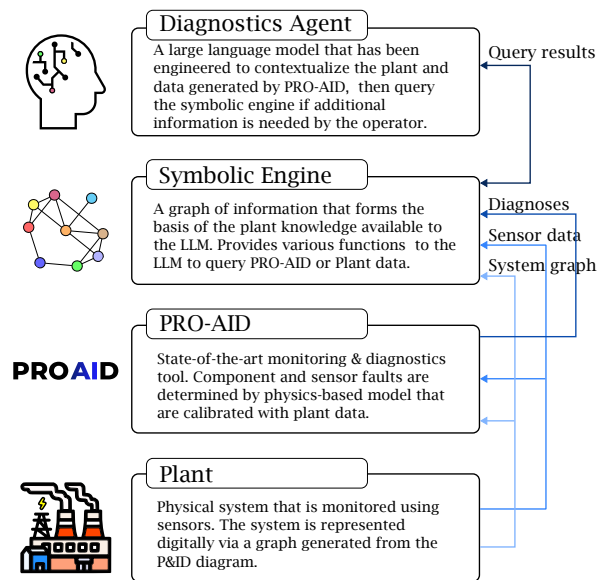 Diagnostics Agent
A large language model that has been
engineered to contextualize the plant and
data generated by PRO-AID, then query
the symbolic engine if additional
information is needed by the operator.
Query results
Symbolic Engine
A graph of information that forms the
basis of the plant knowledge available to
the LLM. Provides various functions to the
LLM to query PRO-AID or Plant data.
Diagnoses
Sensor data
System graph
PRO-AID
PROAID
State-of-the-art monitoring & diagnostics
tool. Component and sensor faults are
determined by physics-based model that
are calibrated with plant data.
Plant
Physical system that is monitored using
sensors. The system is represented
digitally via a graph generated from the
P&ID diagram.